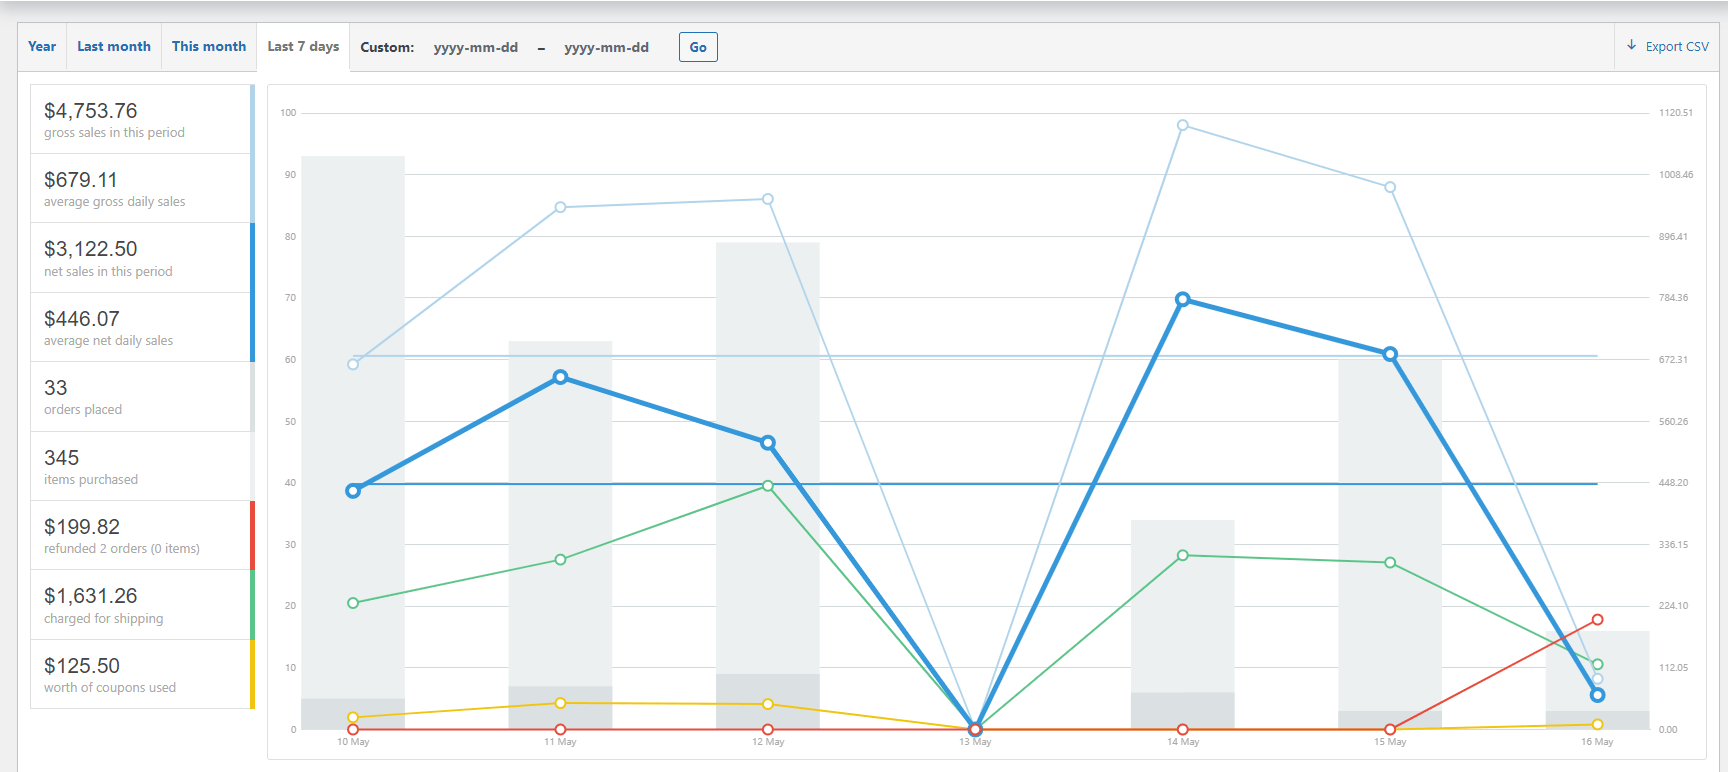 Year Last month This month Last 7 days Custom: yyyy-mm-dd – yyyy-mm-dd Go Export CSV
$4,753.76
gross sales in this period
$679.11
average gross daily sales
$3,122.50
net sales in this period
$446.07
average net daily sales
33
orders placed
345
items purchased
$199.82
refunded 2 orders (0 items)
$1,631.26
charged for shipping
$125.50
worth of coupons used
100 1120.51
90 1008.46
80 896.41
70 784.36
60 672.31
50 560.26
40 448.20
30 336.15
20 224.10
10 112.05
0 0.00
10 May 11 May 12 May 13 May 14 May 15 May 16 May